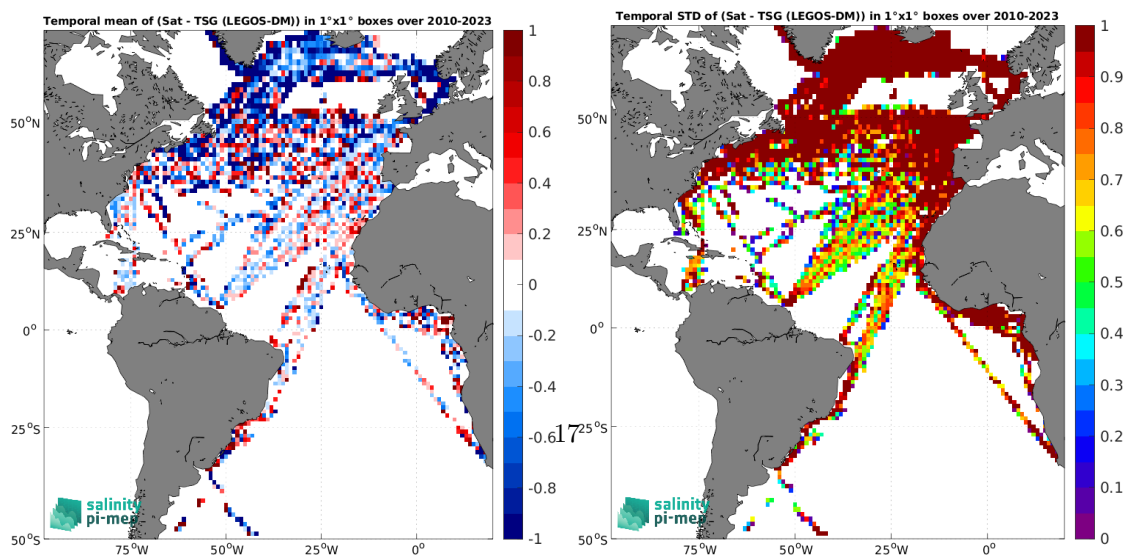 Temporal mean of (Sat - TSG (LEGOS-DM)) in 1°x1° boxes over 2010-2023
50°N
25°N
0°
25°S
50°S
75°W
50°W
25°W
0°
1
0.8
0.6
0.4
0.2
0
-0.2
-0.4
-0.6
-0.8
-1
salinity
pi-mep
17
Temporal STD of (Sat - TSG (LEGOS-DM)) in 1°x1° boxes over 2010-2023
50°N
25°N
0°
25°S
50°S
75°W
50°W
25°W
0°
1
0.9
0.8
0.7
0.6
0.5
0.4
0.3
0.2
0.1
0
salinity
pi-mep